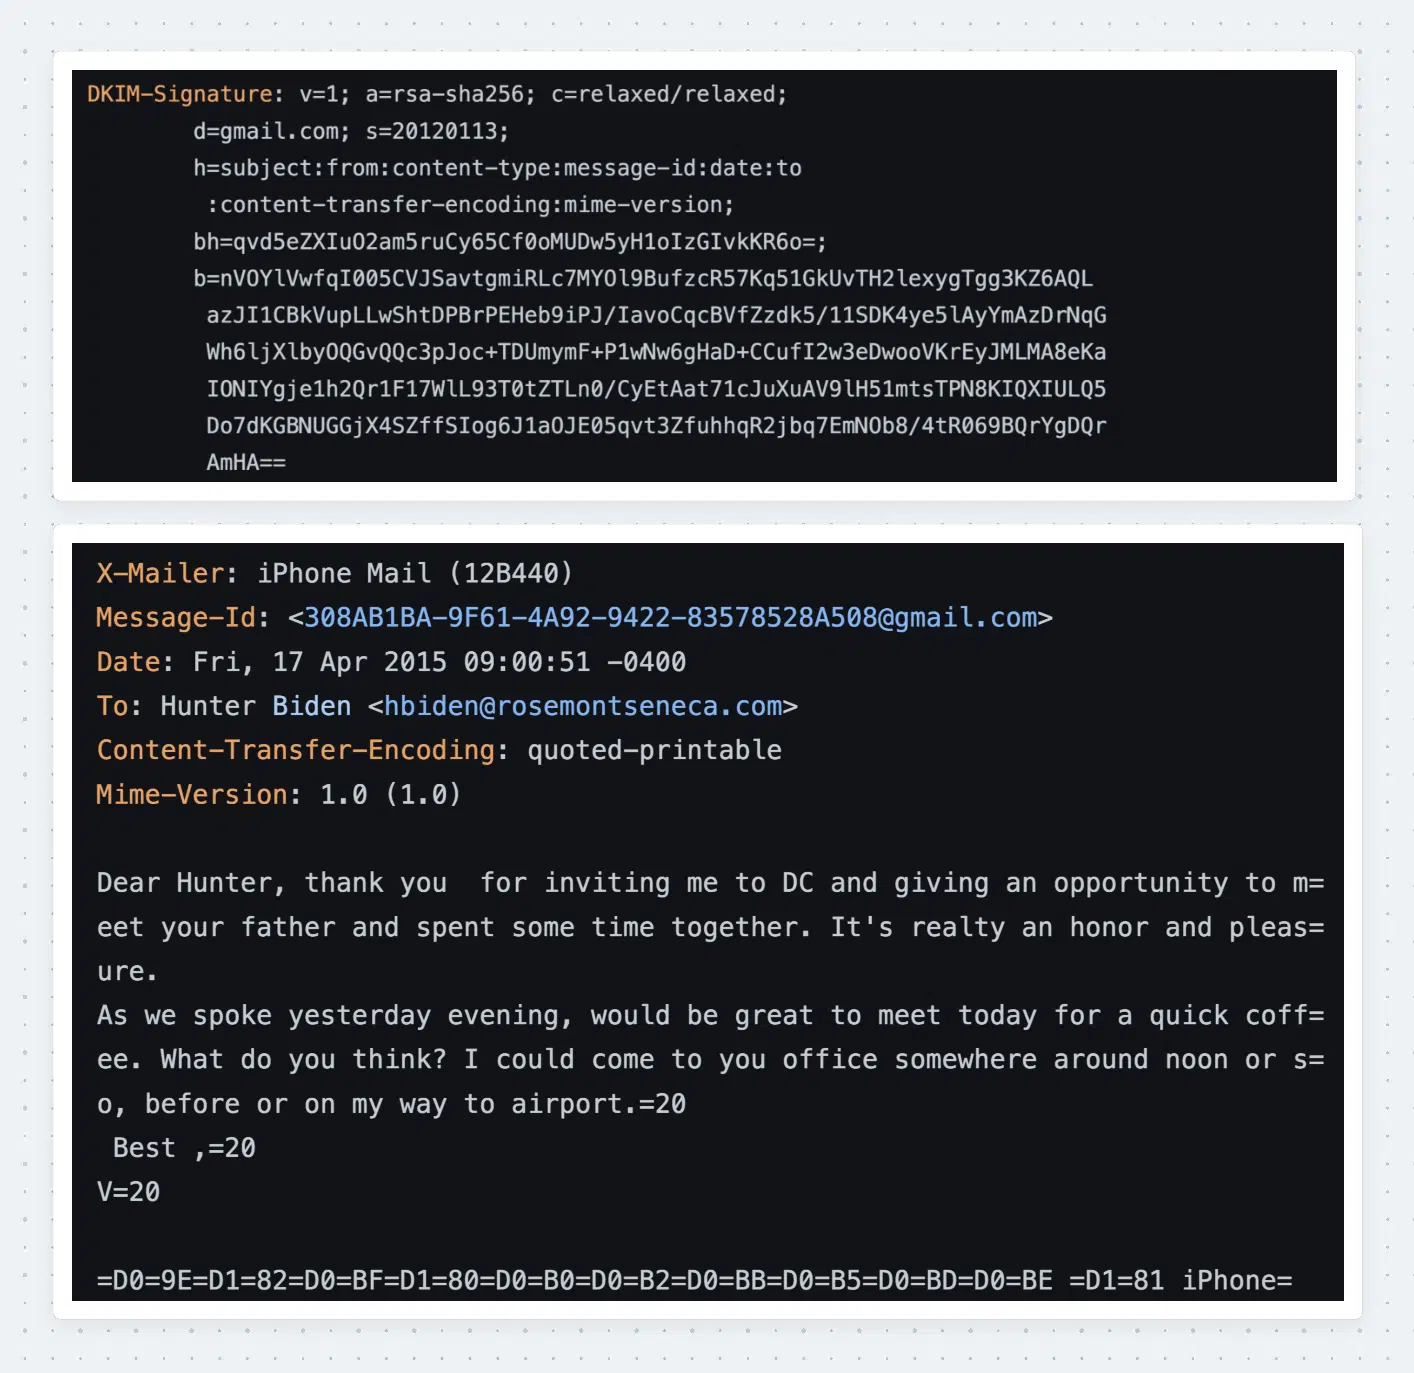 DKIM-Signature: v=1; a=rsa-sha256; c=relaxed/relaxed;
d=gmail.com; s=20120113;
h=subject:from:content-type:message-id:date:to
:content-transfer-encoding:mime-version;
bh=qvd5eZXIuO2am5ruCy65Cf0oMUDw5yH1oIzGIvkKR6o=;
b=nVOYlVwfqI005CVJSavtgmiRLc7MYOl9BufzcR57Kq51GkUvTH2lexygTgg3KZ6AQL
azJI1CBkVupLLwShtDPBrPEHeb9iPJ/IavoCqcBVfZzdk5/11SDK4ye5lAyYmAzDrNqG
Wh6ljXlbyOQGvQQc3pJoc+TDUmymF+P1wNw6gHaD+CCufI2w3eDwooVKrEyJMLMA8eKa
IONIYgje1h2Qr1F17WlL93T0tZTLn0/CyEtAat71cJuXuAV9lH51mtsTPN8KIQXIULQ5
Do7dKGBNUGGjX4SZffSIog6J1aOJE05qvt3ZfuhhqR2jbq7EmNOb8/4tR069BQrYgDQr
AmHA==
X-Mailer: iPhone Mail (12B440)
Message-Id: <308AB1BA-9F61-4A92-9422-83578528A508@gmail.com>
Date: Fri, 17 Apr 2015 09:00:51 -0400
To: Hunter Biden <hbiden@rosemontseneca.com>
Content-Transfer-Encoding: quoted-printable
Mime-Version: 1.0 (1.0)
Dear Hunter, thank you  for inviting me to DC and giving an opportunity to m=
eet your father and spent some time together. It's realty an honor and pleas=
ure.
As we spoke yesterday evening, would be great to meet today for a quick coff=
ee. What do you think? I could come to you office somewhere around noon or s=
o, before or on my way to airport.=20
Best ,=20
V=20
=D0=9E=D1=82=D0=BF=D1=80=D0=B0=D0=B2=D0=BB=D0=B5=D0=BD=D0=BE =D1=81 iPhone=